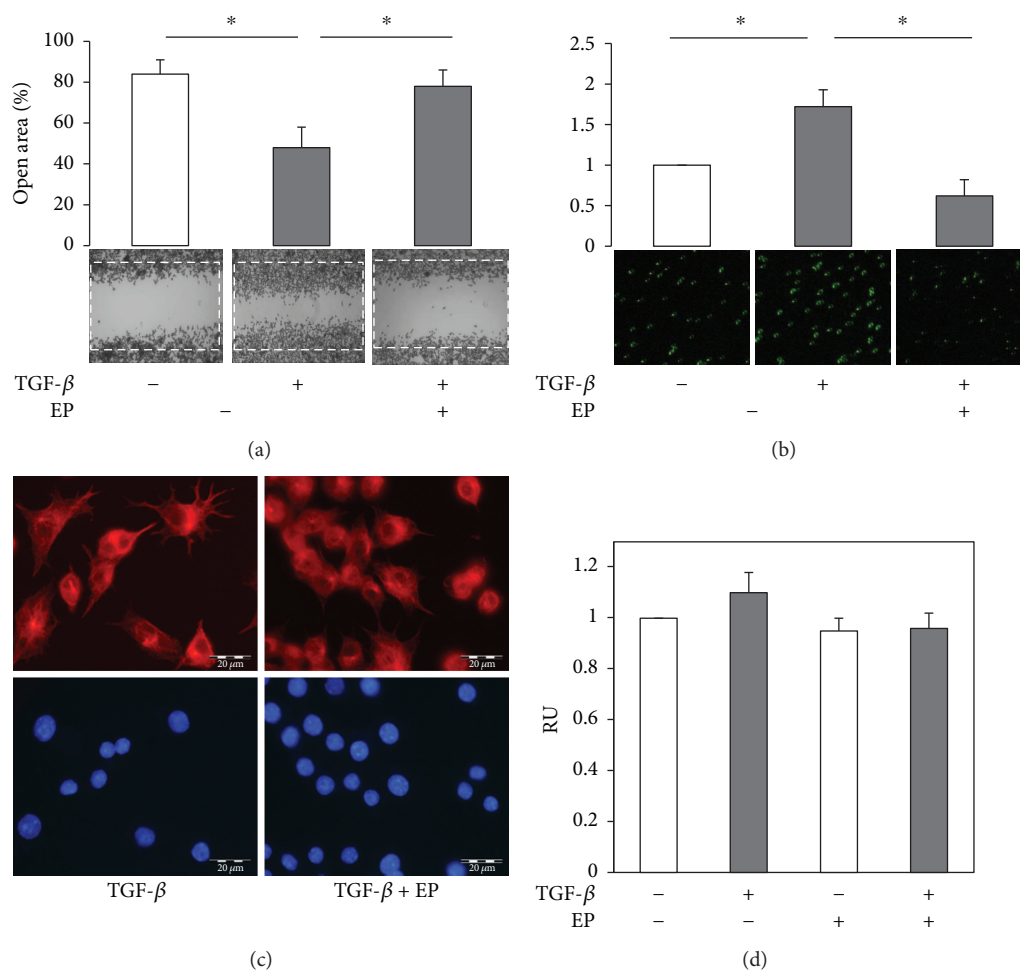 * *
100
80
60
40
20
0
Open area (%)
TGF-β − + +
EP − +
(a)
* *
2.5
2
1.5
1
0.5
0
TGF-β − + +
EP − +
(b)
20 μm 20 μm
20 μm 20 μm
TGF-β TGF-β + EP
(c)
1.2
1
0.8
0.6
0.4
0.2
0
RU
TGF-β − + − +
EP − − + +
(d)